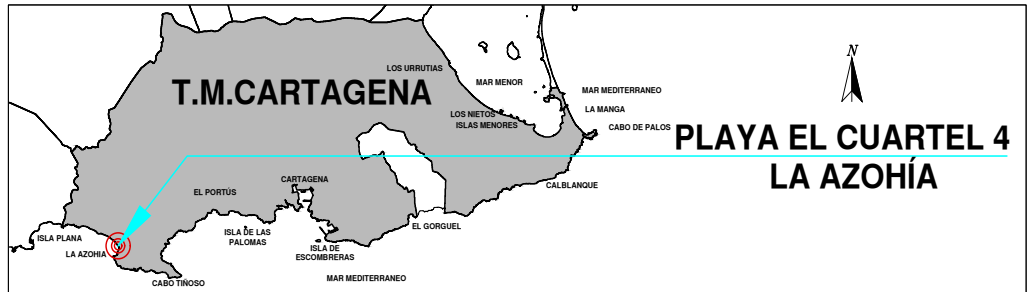 LOS URRUTIAS
T.M.CARTAGENA
MAR MENOR
N
MAR MEDITERRANEO
LA MANGA
LOS NIETOS
ISLAS MENORES
CABO DE PALOS
PLAYA EL CUARTEL 4
LA AZOHÍA
CARTAGENA
CALBLANQUE
EL PORTÚS
EL GORGUEL
ISLA DE LAS
PALOMAS
ISLA PLANA
LA AZOHIA
ISLA DE
ESCOMBRERAS
CABO TIÑOSO
MAR MEDITERRANEO